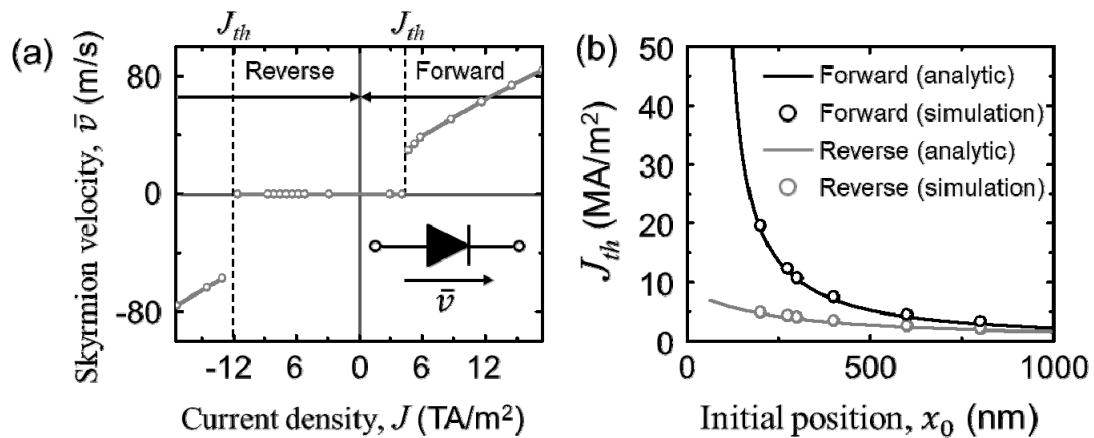 (a)
J_th J_th
Reverse Forward
Skyrmion velocity, v̄ (m/s)
80
0
-80
v̄
-12 6 0 6 12
Current density, J (TA/m²)
(b)
J_th (MA/m²)
50
40
30
20
10
0
Forward (analytic)
Forward (simulation)
Reverse (analytic)
Reverse (simulation)
0 500 1000
Initial position, x₀ (nm)